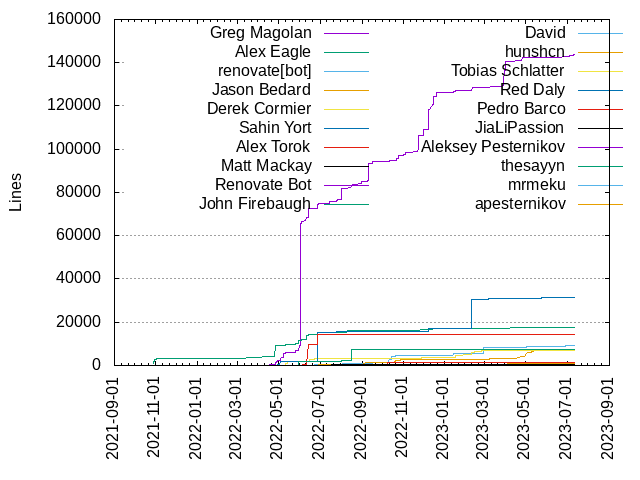 160000
140000
120000
100000
80000
60000
40000
20000
0
Lines
Greg Magolan
Alex Eagle
renovate[bot]
Jason Bedard
Derek Cormier
Sahin Yort
Alex Torok
Matt Mackay
Renovate Bot
John Firebaugh
David
hunshcn
Tobias Schlatter
Red Daly
Pedro Barco
JiaLiPassion
Aleksey Pesternikov
thesayyn
mrmeku
apesternikov
2021-09-01
2021-11-01
2022-01-01
2022-03-01
2022-05-01
2022-07-01
2022-09-01
2022-11-01
2023-01-01
2023-03-01
2023-05-01
2023-07-01
2023-09-01